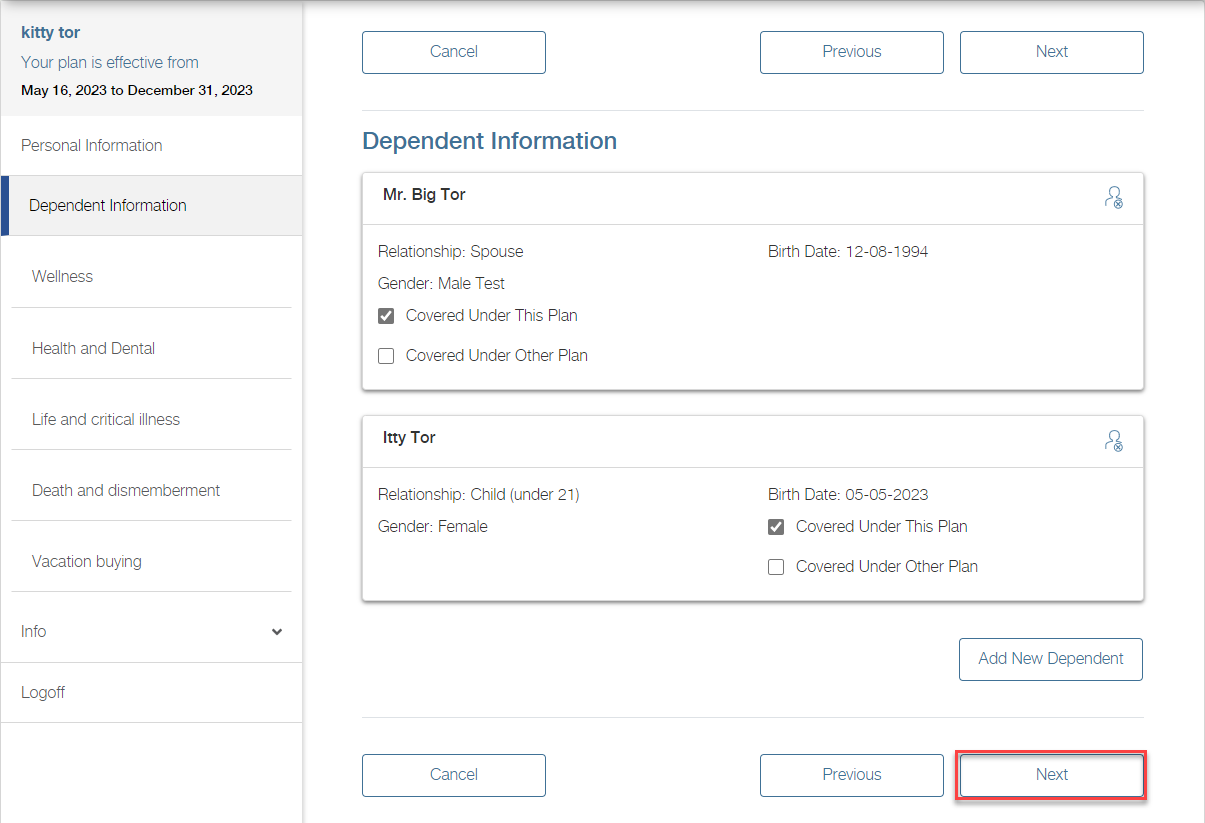 kitty tor
Your plan is effective from
May 16, 2023 to December 31, 2023
Personal Information
Dependent Information
Wellness
Health and Dental
Life and critical illness
Death and dismemberment
Vacation buying
Info
Logoff
Cancel Previous Next
Dependent Information
Mr. Big Tor
Relationship: Spouse Birth Date: 12-08-1994
Gender: Male Test
Covered Under This Plan
Covered Under Other Plan
Itty Tor
Relationship: Child (under 21) Birth Date: 05-05-2023
Gender: Female Covered Under This Plan
Covered Under Other Plan
Add New Dependent
Cancel Previous Next